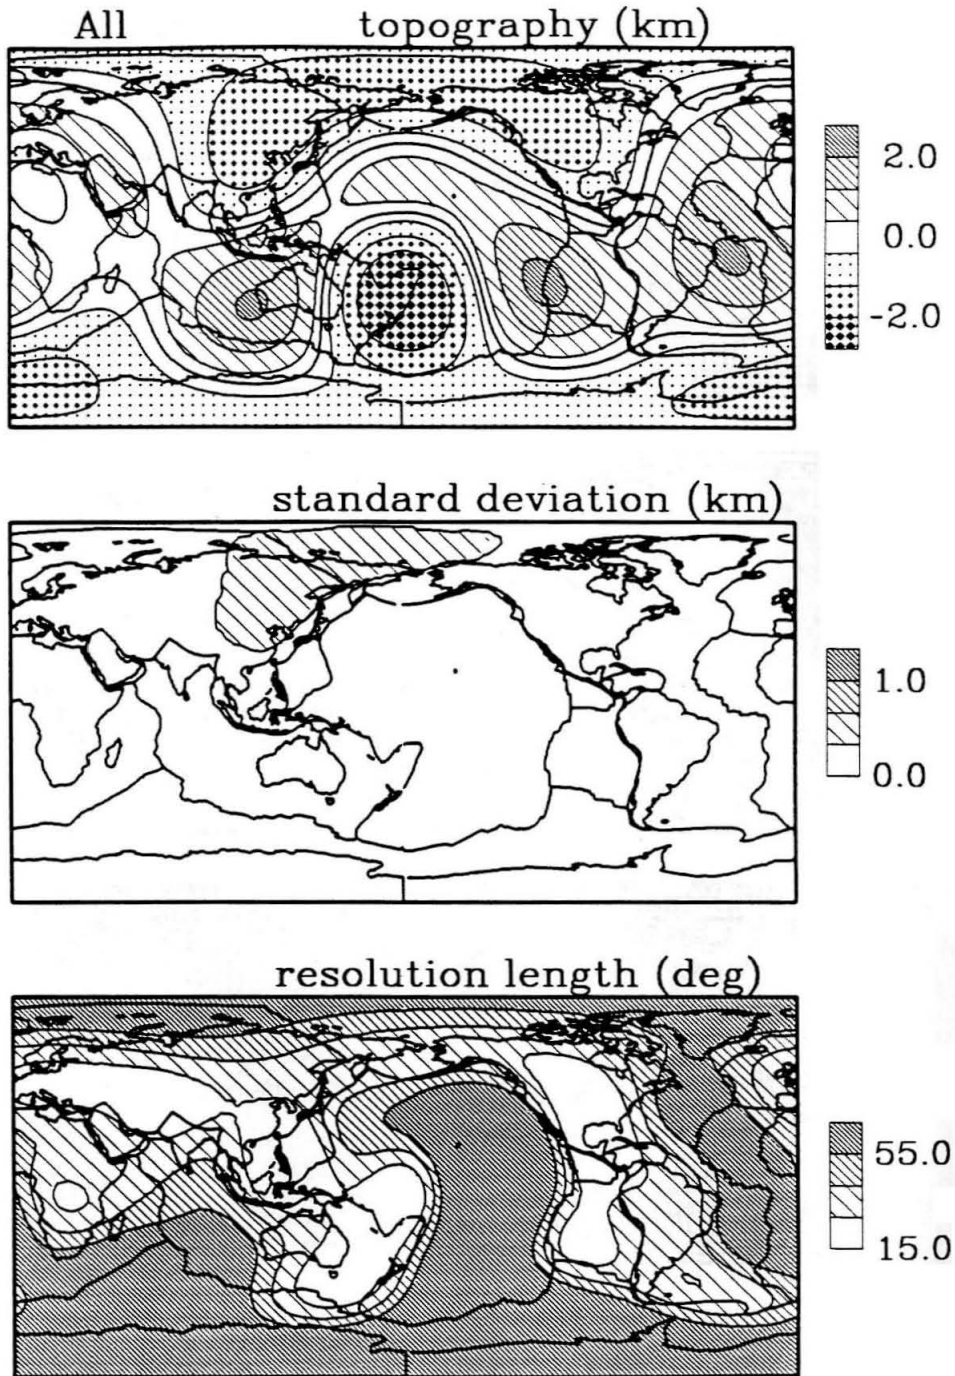 All topography (km)
2.0
0.0
-2.0
standard deviation (km)
1.0
0.0
resolution length (deg)
55.0
15.0